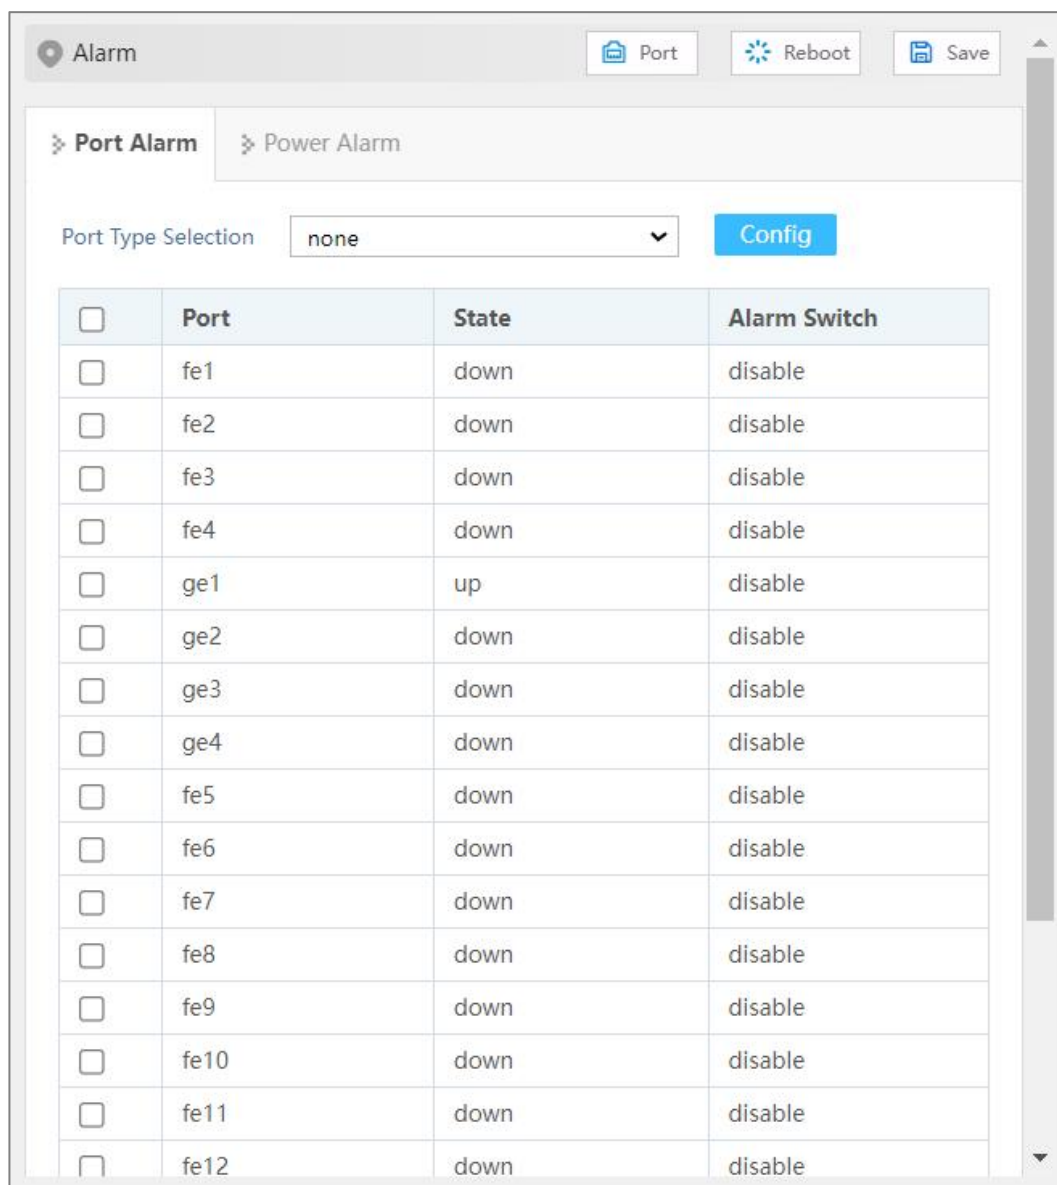 Alarm Port Reboot Save
Port Alarm Power Alarm
Port Type Selection none Config
Port State Alarm Switch
fe1 down disable
fe2 down disable
fe3 down disable
fe4 down disable
ge1 up disable
ge2 down disable
ge3 down disable
ge4 down disable
fe5 down disable
fe6 down disable
fe7 down disable
fe8 down disable
fe9 down disable
fe10 down disable
fe11 down disable
fe12 down disable